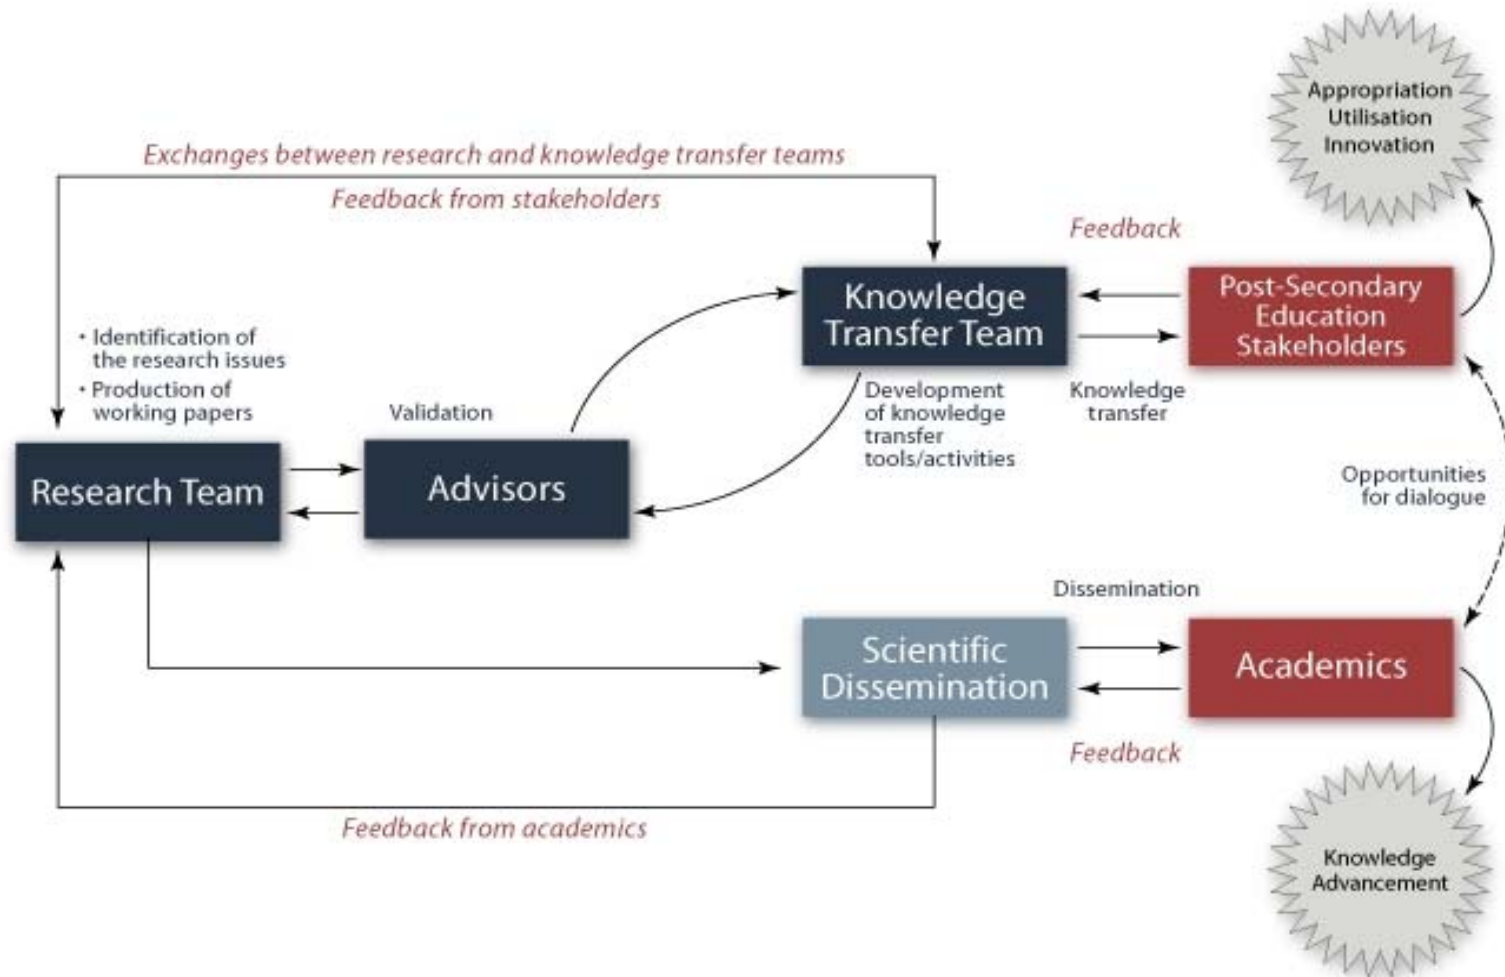 Appropriation
Utilisation
Innovation
Exchanges between research and knowledge transfer teams
Feedback from stakeholders
Feedback
Knowledge
Transfer Team
Post-Secondary
Education
Stakeholders
• Identification of
the research issues
• Production of
working papers
Validation
Development
of knowledge
transfer
tools/activities
Knowledge
transfer
Research Team
Advisors
Opportunities
for dialogue
Dissemination
Scientific
Dissemination
Academics
Feedback
Feedback from academics
Knowledge
Advancement